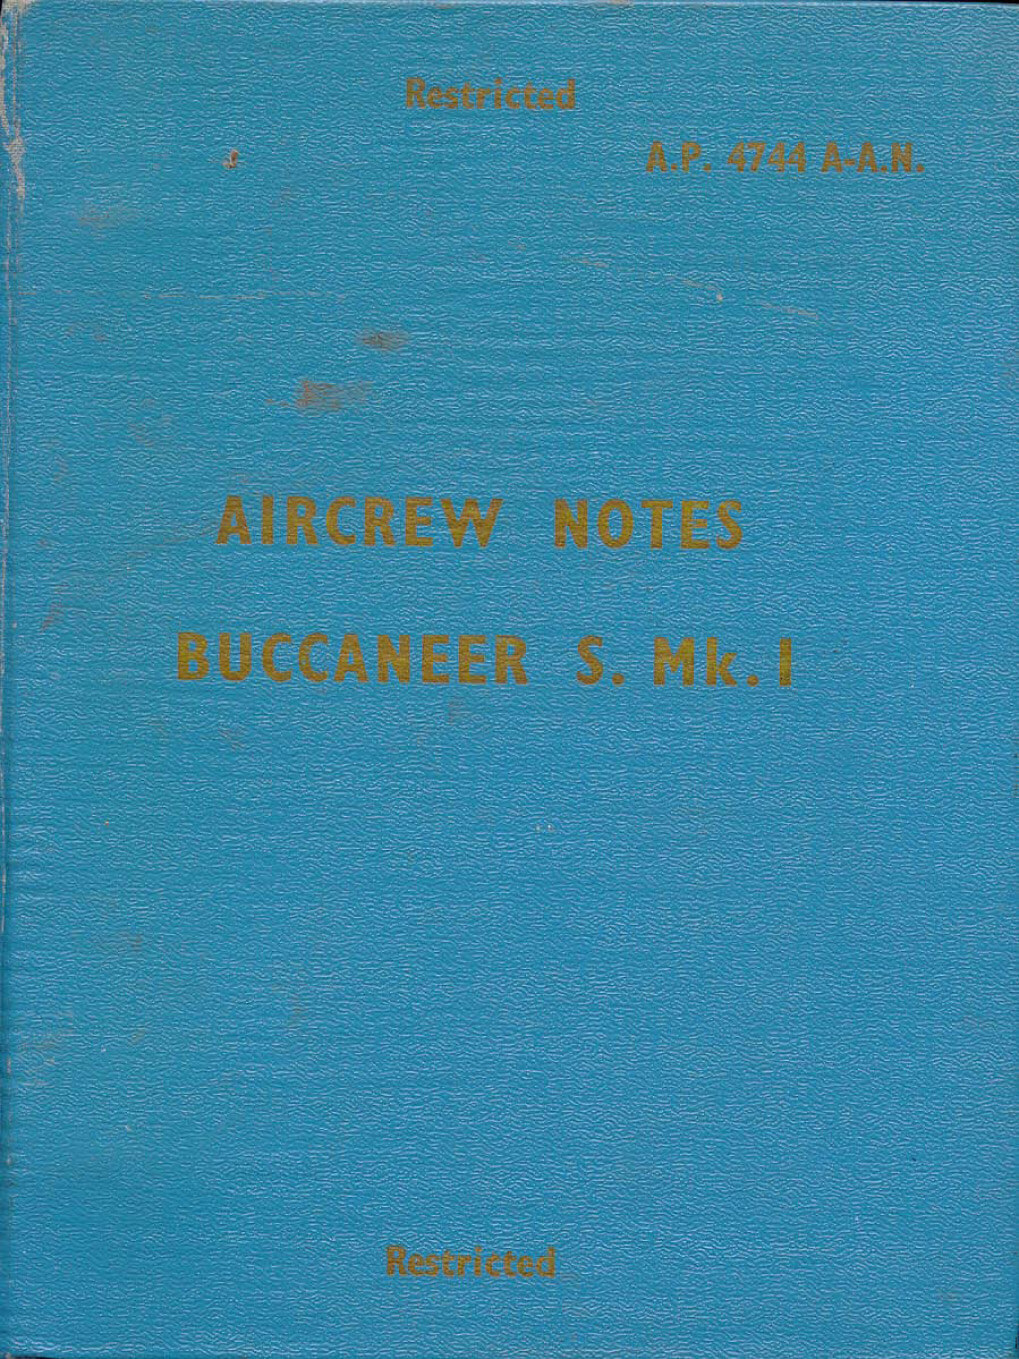 Restricted
A.P. 4744 A-A.N.
AIRCREW NOTES
BUCCANEER S. Mk. I
Restricted